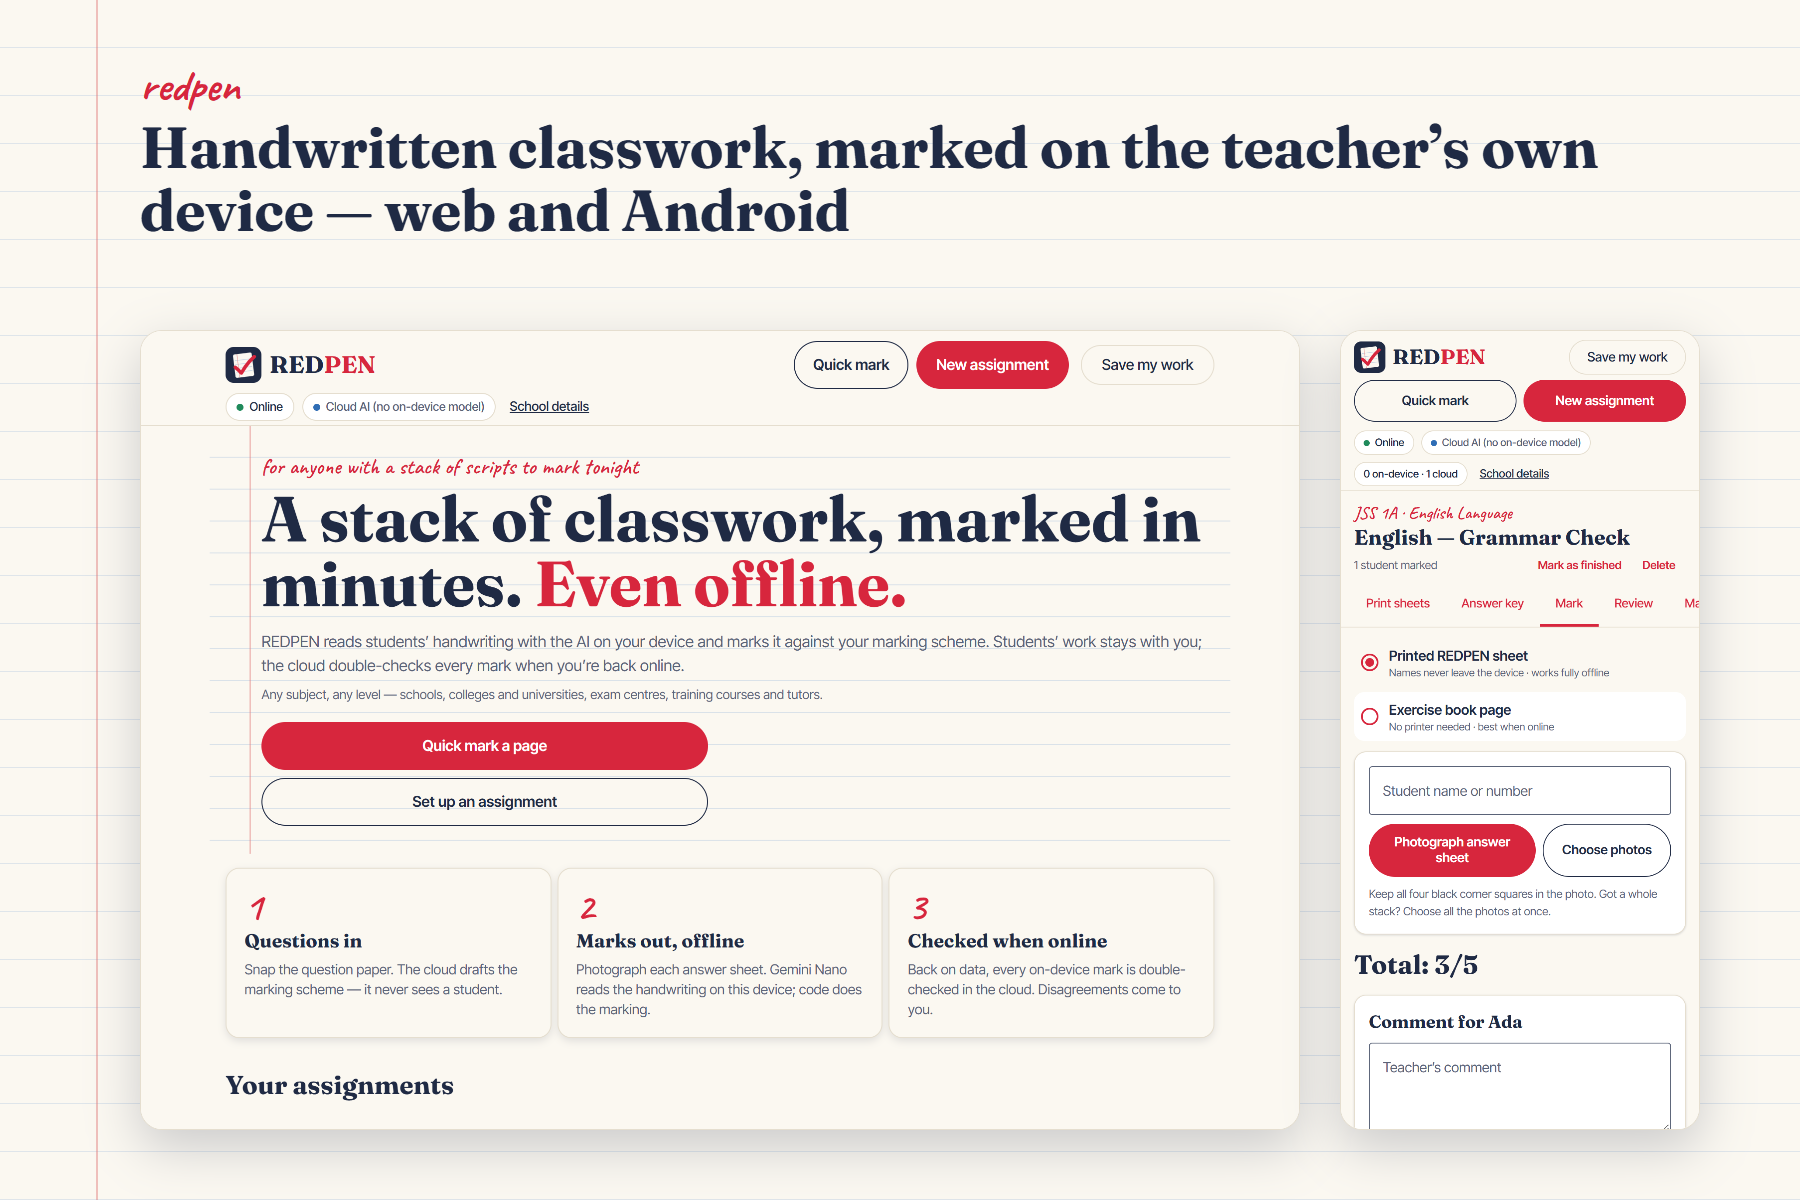 redpen
Handwritten classwork, marked on the teacher’s own
device — web and Android
REDPEN
Quick mark
New assignment
Save my work
Online
Cloud AI (no on-device model)
School details
for anyone with a stack of scripts to mark tonight
A stack of classwork, marked in
minutes. Even offline.
REDPEN reads students’ handwriting with the AI on your device and marks it against your marking scheme. Students’ work stays with you;
the cloud double-checks every mark when you’re back online.
Any subject, any level — schools, colleges and universities, exam centres, training courses and tutors.
Quick mark a page
Set up an assignment
1
Questions in
Snap the question paper. The cloud drafts the
marking scheme — it never sees a student.
2
Marks out, offline
Photograph each answer sheet. Gemini Nano
reads the handwriting on this device; code does
the marking.
3
Checked when online
Back on data, every on-device mark is double-
checked in the cloud. Disagreements come to
you.
Your assignments
REDPEN
Save my work
Quick mark
New assignment
Online
Cloud AI (no on-device model)
0 on-device · 1 cloud
School details
JSS 1A · English Language
English — Grammar Check
1 student marked
Mark as finished
Delete
Print sheets
Answer key
Mark
Review
Ma
Printed REDPEN sheet
Names never leave the device · works fully offline
Exercise book page
No printer needed · best when online
Student name or number
Photograph answer
sheet
Choose photos
Keep all four black corner squares in the photo. Got a whole
stack? Choose all the photos at once.
Total: 3/5
Comment for Ada
Teacher's comment